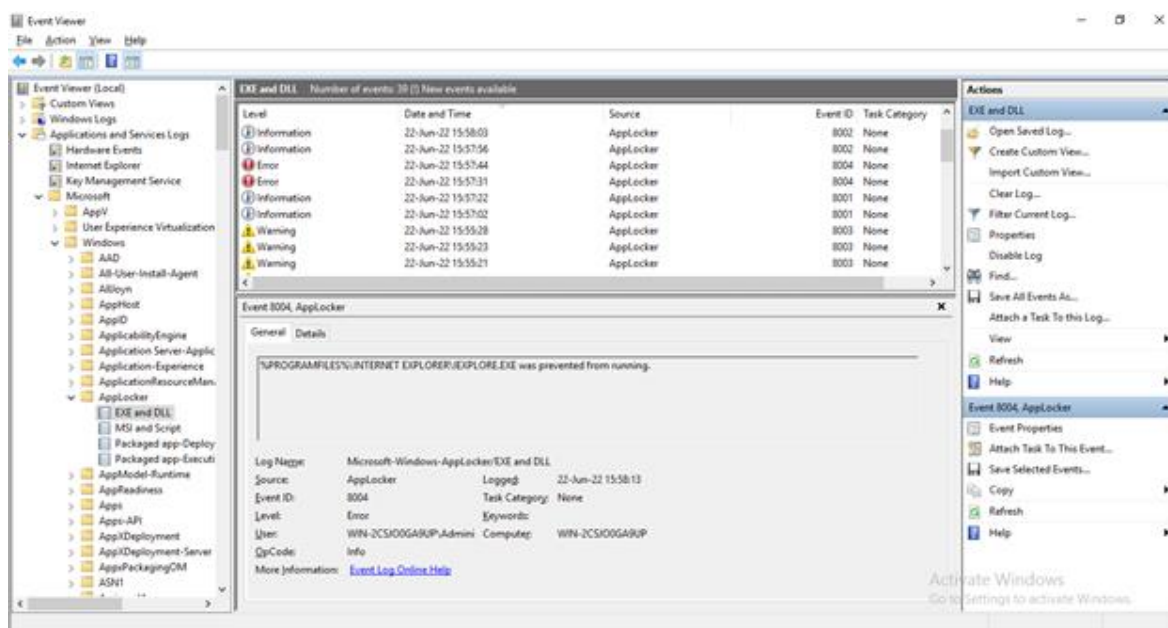 Event Viewer
File Action View Help
Event Viewer (Local)
Custom Views
Windows Logs
Applications and Services Logs
Hardware Events
Internet Explorer
Key Management Service
Microsoft
AppV
User Experience Virtualization
Windows
AAD
All-User-Install-Agent
AllJoyn
AppHost
AppID
ApplicabilityEngine
Application Server-Applic
Application-Experience
ApplicationResourceMan
AppLocker
EXE and DLL
MSI and Script
Packaged app-Deploy
Packaged app-Executi
AppModel-Runtime
AppReadiness
Apps
Apps-API
AppXDeployment
AppXDeployment-Server
AppxPackagingOM
ASN1
EXE and DLL Number of events: 39 (!) New events available
Level Date and Time Source Event ID Task Category
Information 22-Jun-22 15:58:03 AppLocker 8002 None
Information 22-Jun-22 15:57:56 AppLocker 8002 None
Error 22-Jun-22 15:57:44 AppLocker 8004 None
Error 22-Jun-22 15:57:31 AppLocker 8004 None
Information 22-Jun-22 15:57:22 AppLocker 8001 None
Information 22-Jun-22 15:57:02 AppLocker 8001 None
Warning 22-Jun-22 15:55:28 AppLocker 8003 None
Warning 22-Jun-22 15:55:23 AppLocker 8003 None
Warning 22-Jun-22 15:55:21 AppLocker 8003 None
Event 8004, AppLocker
General Details
%PROGRAMFILES%\INTERNET EXPLORER\IEXPLORE.EXE was prevented from running.
Log Name: Microsoft-Windows-AppLocker/EXE and DLL
Source: AppLocker Logged: 22-Jun-22 15:58:13
Event ID: 8004 Task Category: None
Level: Error Keywords:
User: WIN-2CSJO0GA9UP\Admini Computer: WIN-2CSJO0GA9UP
OpCode: Info
More Information: Event Log Online Help
Actions
EXE and DLL
Open Saved Log...
Create Custom View...
Import Custom View...
Clear Log...
Filter Current Log...
Properties
Disable Log
Find...
Save All Events As...
Attach a Task To this Log...
View
Refresh
Help
Event 8004, AppLocker
Event Properties
Attach Task To This Event...
Save Selected Events...
Copy
Refresh
Help
Activate Windows
Go to Settings to activate Windows.